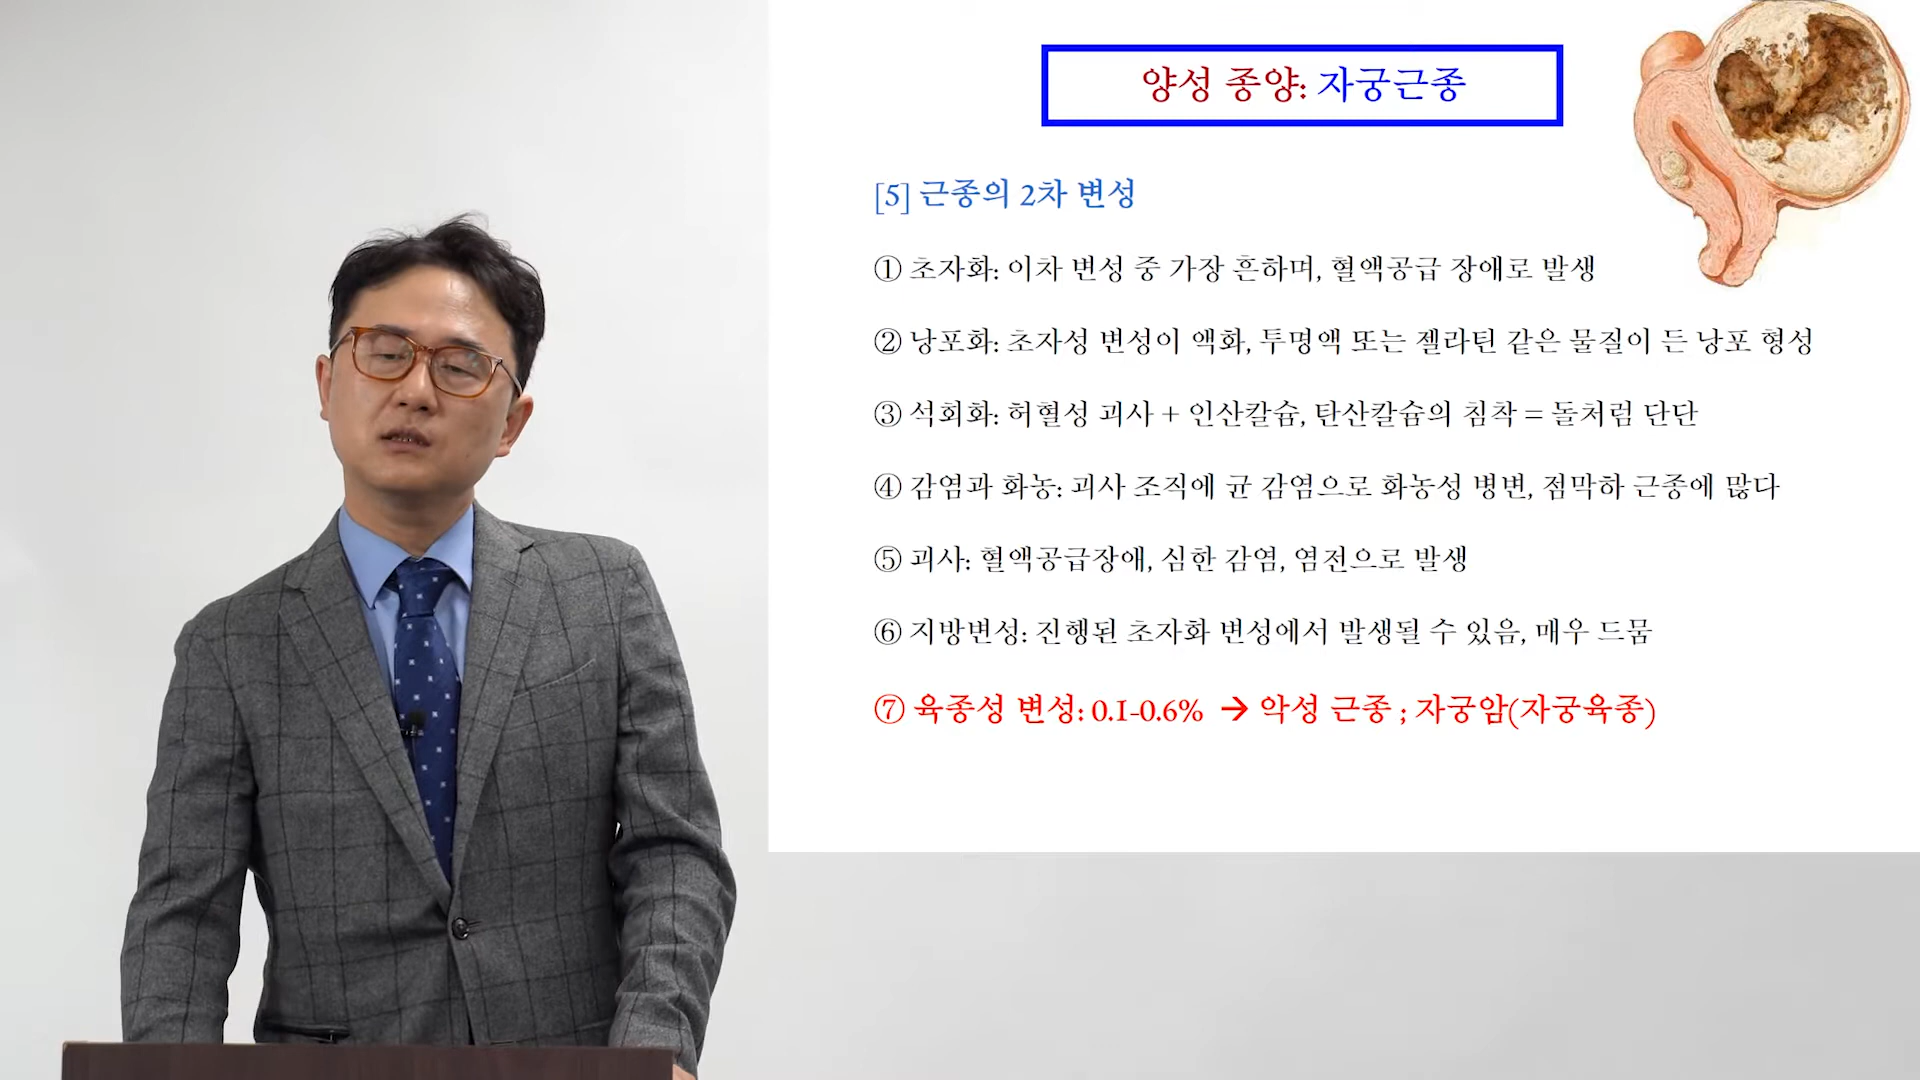 양성 종양: 자궁근종
[5] 근종의 2차 변성
① 초자화: 이차 변성 중 가장 흔하며, 혈액공급 장애로 발생
② 낭포화: 초자성 변성이 액화, 투명액 또는 젤라틴 같은 물질이 든 낭포 형성
③ 석회화: 허혈성 괴사 + 인산칼슘, 탄산칼슘의 침착 = 돌처럼 단단
④ 감염과 화농: 괴사 조직에 균 감염으로 화농성 병변, 점막하 근종에 많다
⑤ 괴사: 혈액공급장애, 심한 감염, 염전으로 발생
⑥ 지방변성: 진행된 초자화 변성에서 발생될 수 있음, 매우 드뭄
⑦ 육종성 변성: 0.1-0.6% → 악성 근종 ; 자궁암(자궁육종)